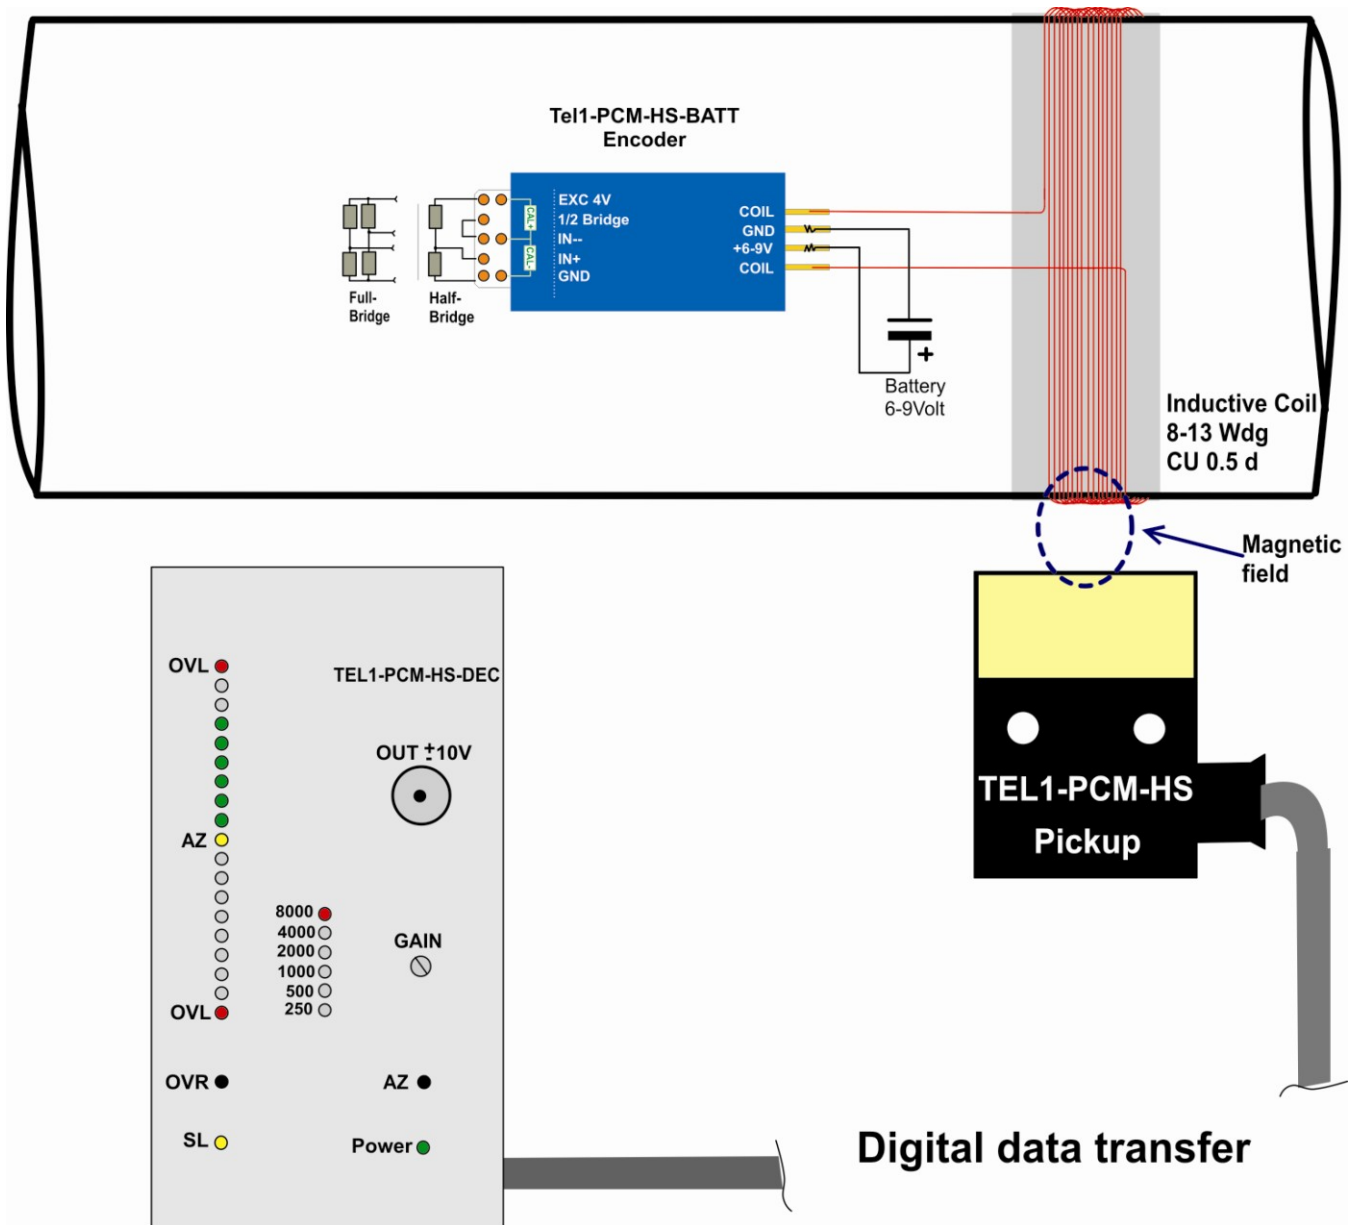 Tel1-PCM-HS-BATT
Encoder
EXC 4V
1/2 Bridge
IN--
IN+
GND
CAL+
CAL-
COIL
GND
+6-9V
COIL
Full-
Bridge
Half-
Bridge
+
Battery
6-9Volt
Inductive Coil
8-13 Wdg
CU 0.5 d
Magnetic
field
TEL1-PCM-HS
Pickup
TEL1-PCM-HS-DEC
OVL
OUT ±10V
AZ
8000
4000
2000
1000
500
250
GAIN
OVL
OVR
AZ
SL
Power
Digital data transfer